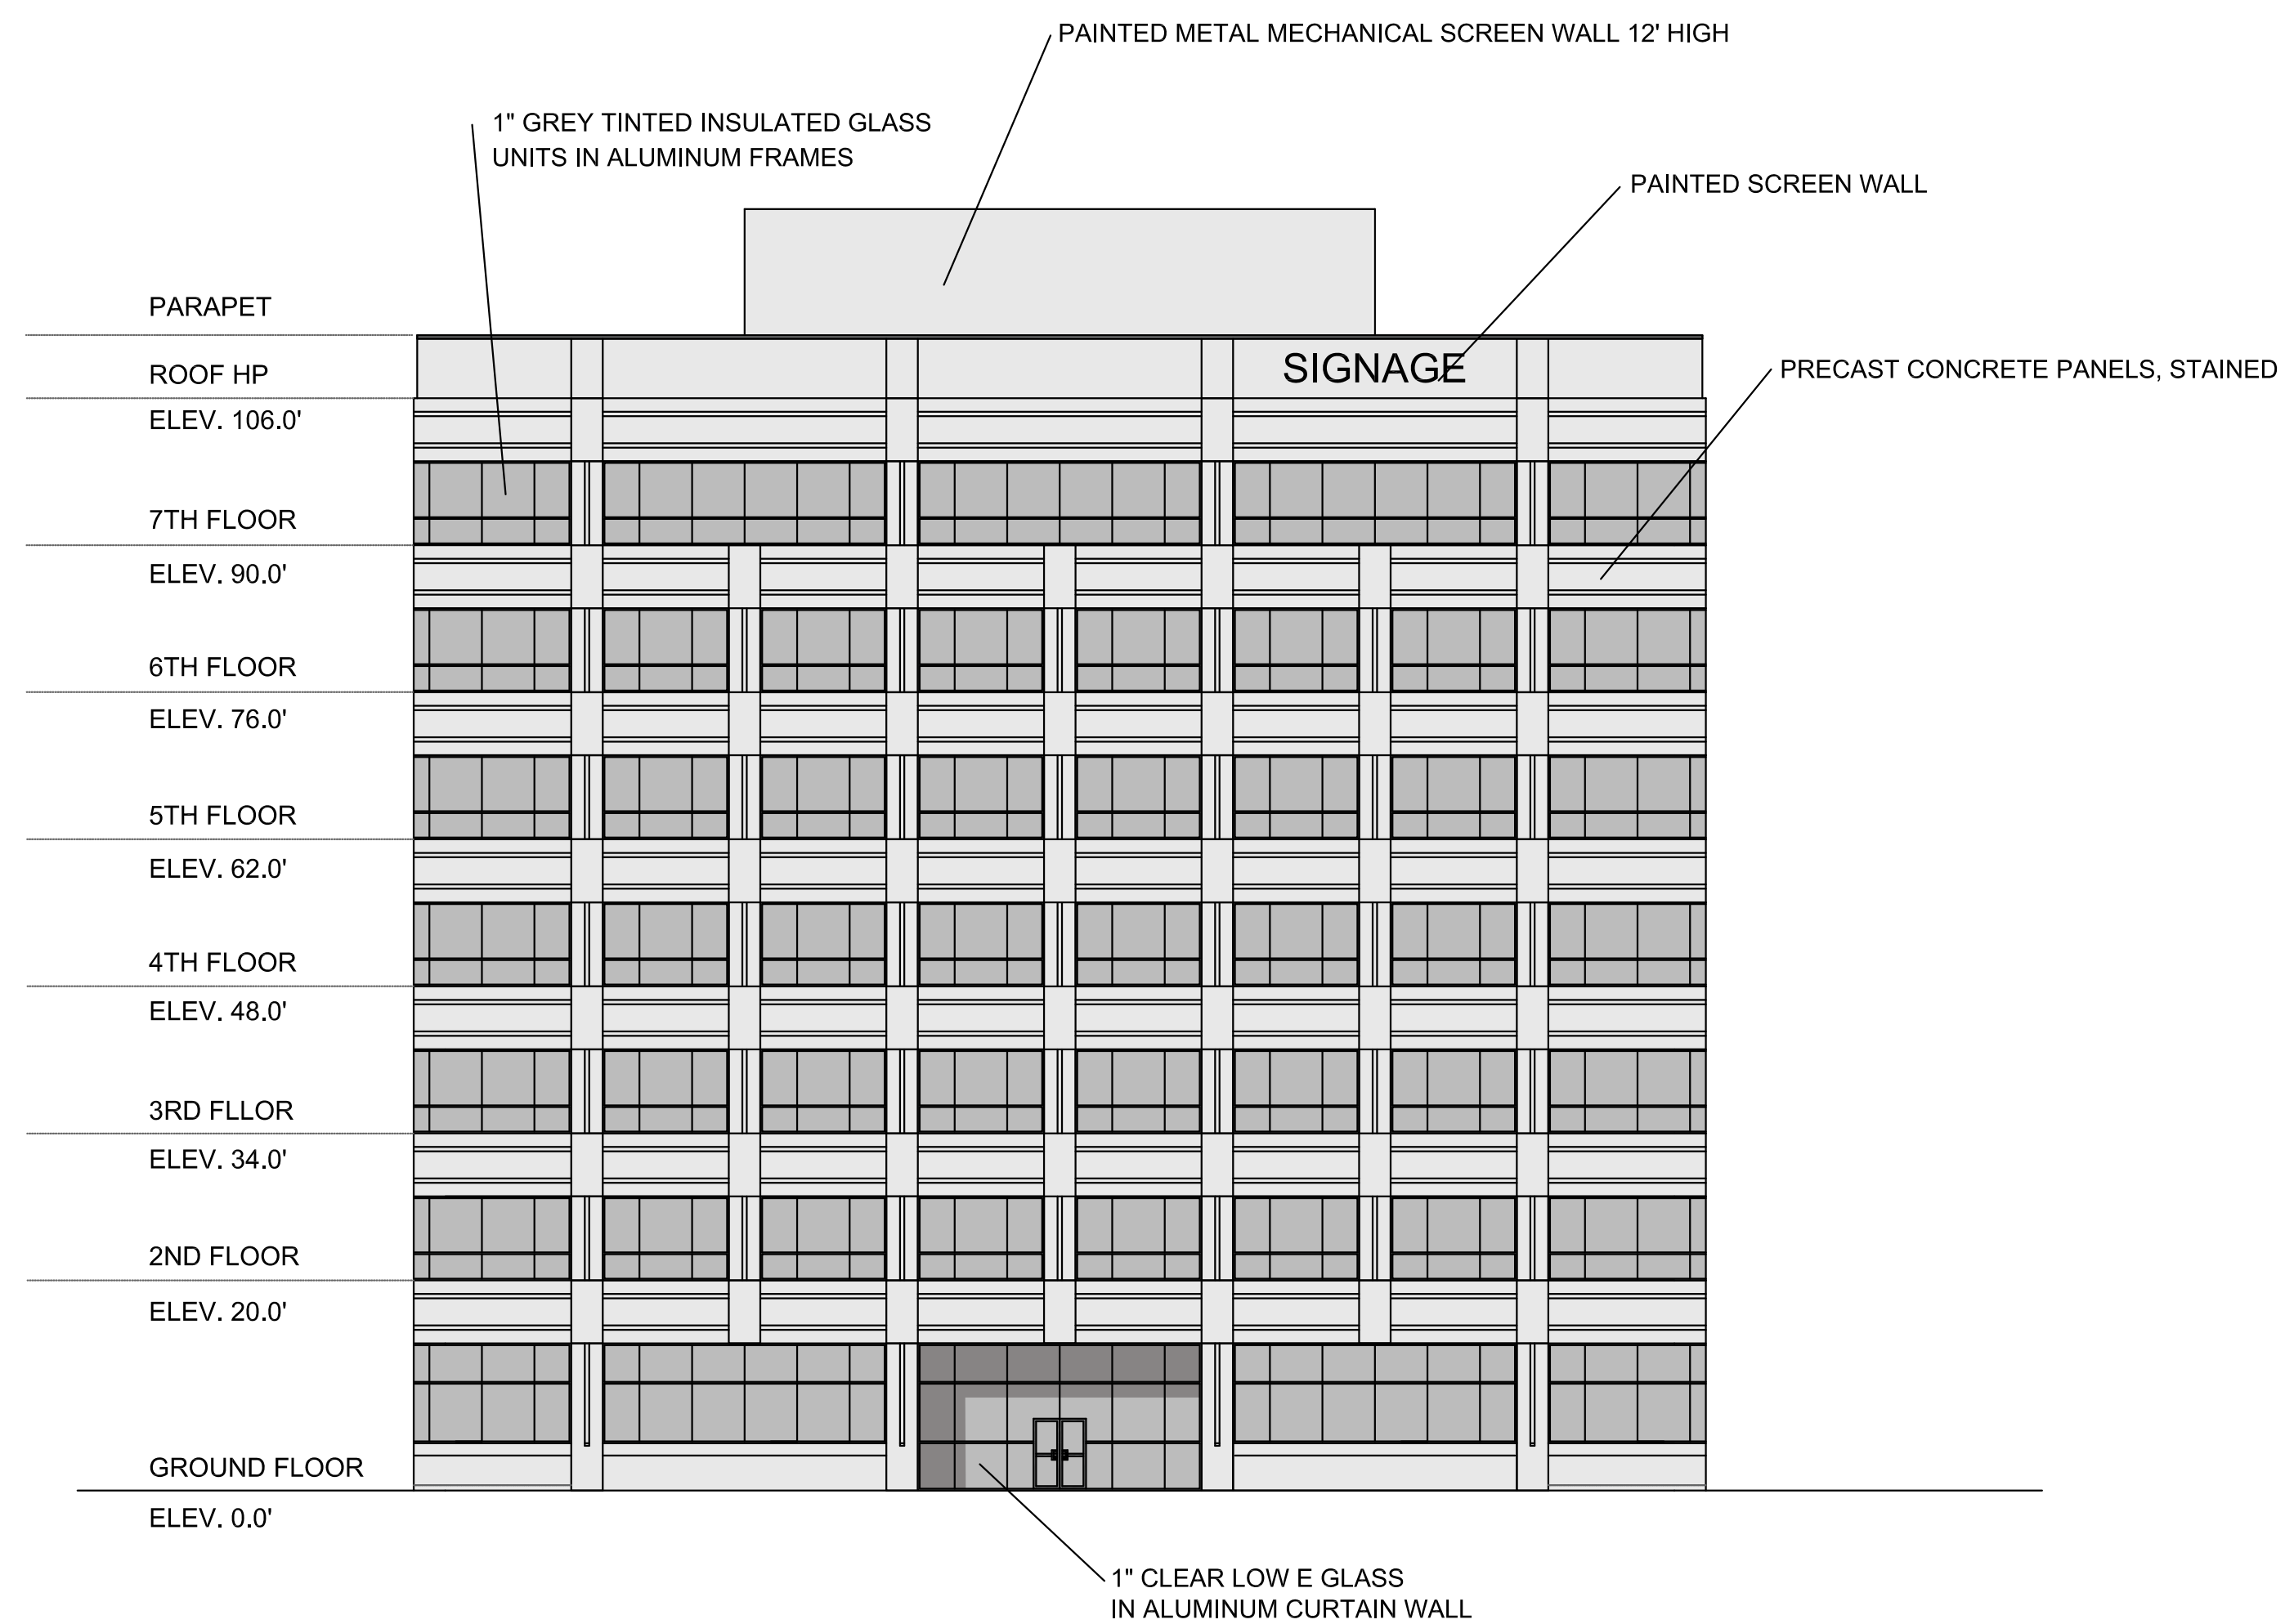 PAINTED METAL MECHANICAL SCREEN WALL 12' HIGH
1" GREY TINTED INSULATED GLASS
UNITS IN ALUMINUM FRAMES
PAINTED SCREEN WALL
PARAPET
ROOF HP
SIGNAGE
PRECAST CONCRETE PANELS, STAINED
ELEV. 106.0'
7TH FLOOR
ELEV. 90.0'
6TH FLOOR
ELEV. 76.0'
5TH FLOOR
ELEV. 62.0'
4TH FLOOR
ELEV. 48.0'
3RD FLLOR
ELEV. 34.0'
2ND FLOOR
ELEV. 20.0'
GROUND FLOOR
ELEV. 0.0'
1" CLEAR LOW E GLASS
IN ALUMINUM CURTAIN WALL